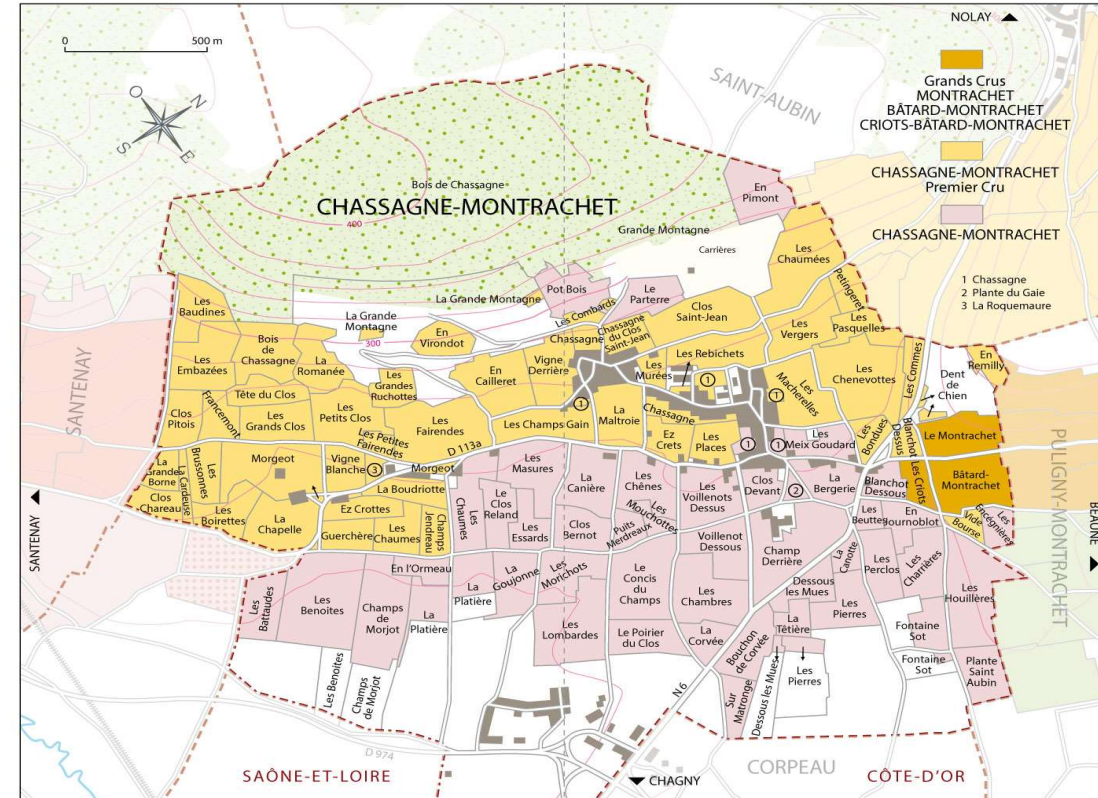 NOLAY
0
500 m
O
N
S
E
SAINT-AUBIN
Grands Crus
MONTRACHET
BÂTARD-MONTRACHET
CRIOTS-BÂTARD-MONTRACHET
CHASSAGNE-MONTRACHET
Premier Cru
CHASSAGNE-MONTRACHET
1 Chassagne
2 Plante du Gaie
3 La Roquemaure
Bois de Chassagne
CHASSAGNE-MONTRACHET
400
En
Pimont
Grande Montagne
Carrières
Les
Chaumées
Petingeret
Les
Baudines
La Grande Montagne
Pot Bois
Le
Parterre
Les Combards
Clos
Saint-Jean
La Grande
Montagne
300
En
Virondot
Chassagne
Chassagne
du Clos
Saint-Jean
Les
Vergers
Les
Pasquelles
Bois
de
Chassagne
Les
Embazées
La
Romanée
Les
Grandes
Ruchottes
En
Cailleret
Vigne
Derrière
Les
Murées
Les Rebichets
1
1
Les
Macherelles
Les
Chenevottes
Les Commes
En
Remilly
Dent
de
Chien
SANTENAY
Clos
Pitois
Francemont
Tête du Clos
Les
Grands Clos
Les
Petits Clos
Les Petites
Fairendes
Les
Fairendes
D 113a
1
Les Champs Gain
La
Maltroie
Chassagne
Ez
Crets
Les
Places
1
1
Les
Meix Goudard
Les
Bondues
Blanchot
Dessus
Les Criots
Le Montrachet
Bâtard-
Montrachet
Les
Encégnières
Vide
Bourse
PULIGNY-MONTRACHET
BEAUNE
La
Grande
Borne
La Cardeuse
Les
Brussonnes
Clos
Chareau
Les
Boirettes
Morgeot
Vigne
Blanche
3
Morgeot
La Boudriotte
La
Chapelle
Ez Crottes
Guerchère
Les
Chaumes
Champs
Jendreau
Les
Chaumes
Les
Masures
Le
Clos
Reland
Les
Essards
La
Canière
Clos
Bernot
Les
Chênes
Les
Mouchottes
Puits
Merdreaux
Les
Voillenots
Dessus
Voillenot
Dessous
Clos
Devant
2
La
Bergerie
Blanchot
Dessous
Les
Beuttes
En
Journoblot
SANTENAY
En l'Ormeau
Les
Battaudes
Les
Benoites
Champs
de
Morjot
La
Platière
La
Platière
La
Goujonne
Les
Morichots
Les
Lombardes
Le
Concis
du
Champs
Le Poirier
du Clos
Les
Chambres
La
Corvée
Champ
Derrière
Dessous
les Mues
La
Canotte
Les
Perclos
Les
Charrières
Les
Pierres
Les
Houillères
Bouchon
de Corvée
La
Têtière
Fontaine
Sot
Fontaine
Sot
Plante
Saint
Aubin
Les Benoites
Champs
de Morjot
Sur
Matronge
Dessous les Mues
Les
Pierres
N 6
D 974
SAÔNE-ET-LOIRE
CHAGNY
CORPEAU
CÔTE-D'OR